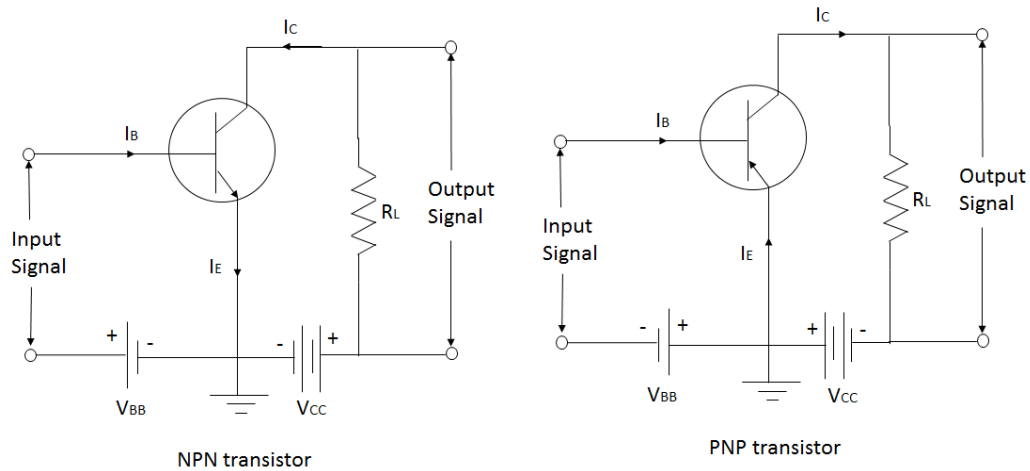 IC
IB
Input
Signal
Output
Signal
RL
IE
+
-
-
+
VBB
VCC
NPN transistor
IC
IB
Input
Signal
Output
Signal
RL
IE
-
+
+
-
VBB
VCC
PNP transistor